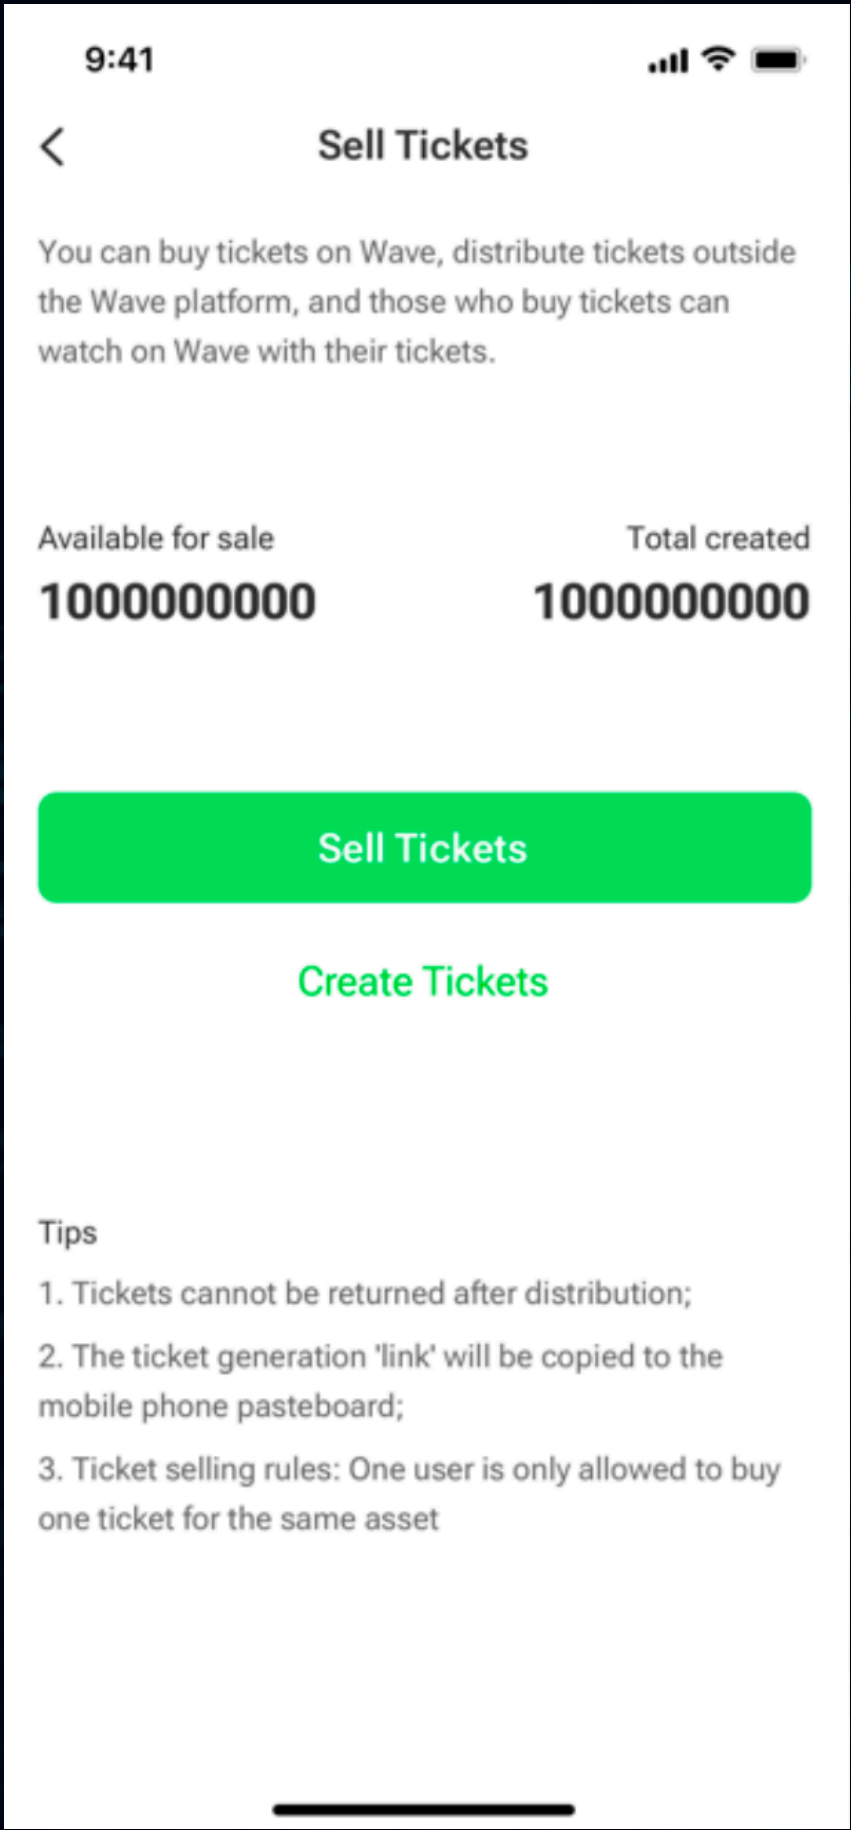 9:41
Sell Tickets
You can buy tickets on Wave, distribute tickets outside
the Wave platform, and those who buy tickets can
watch on Wave with their tickets.
Available for sale
Total created
1000000000
1000000000
Sell Tickets
Create Tickets
Tips
1. Tickets cannot be returned after distribution;
2. The ticket generation 'link' will be copied to the
mobile phone pasteboard;
3. Ticket selling rules: One user is only allowed to buy
one ticket for the same asset